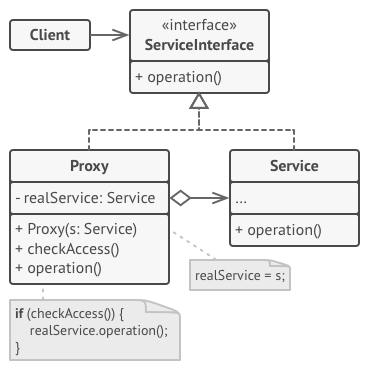 Client
«interface»
ServiceInterface
+ operation()
Proxy
- realService: Service
+ Proxy(s: Service)
+ checkAccess()
+ operation()
Service
...
+ operation()
realService = s;
if (checkAccess()) {
realService.operation();
}